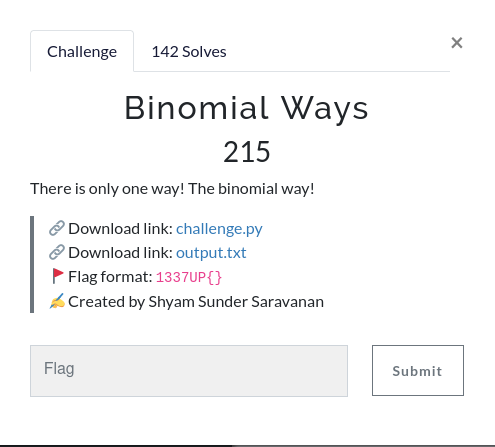 ×
Challenge
142 Solves
Binomial Ways
215
There is only one way! The binomial way!
🔗 Download link: challenge.py
🔗 Download link: output.txt
🚩 Flag format: 1337UP{}
✍️ Created by Shyam Sunder Saravanan
Flag
Submit